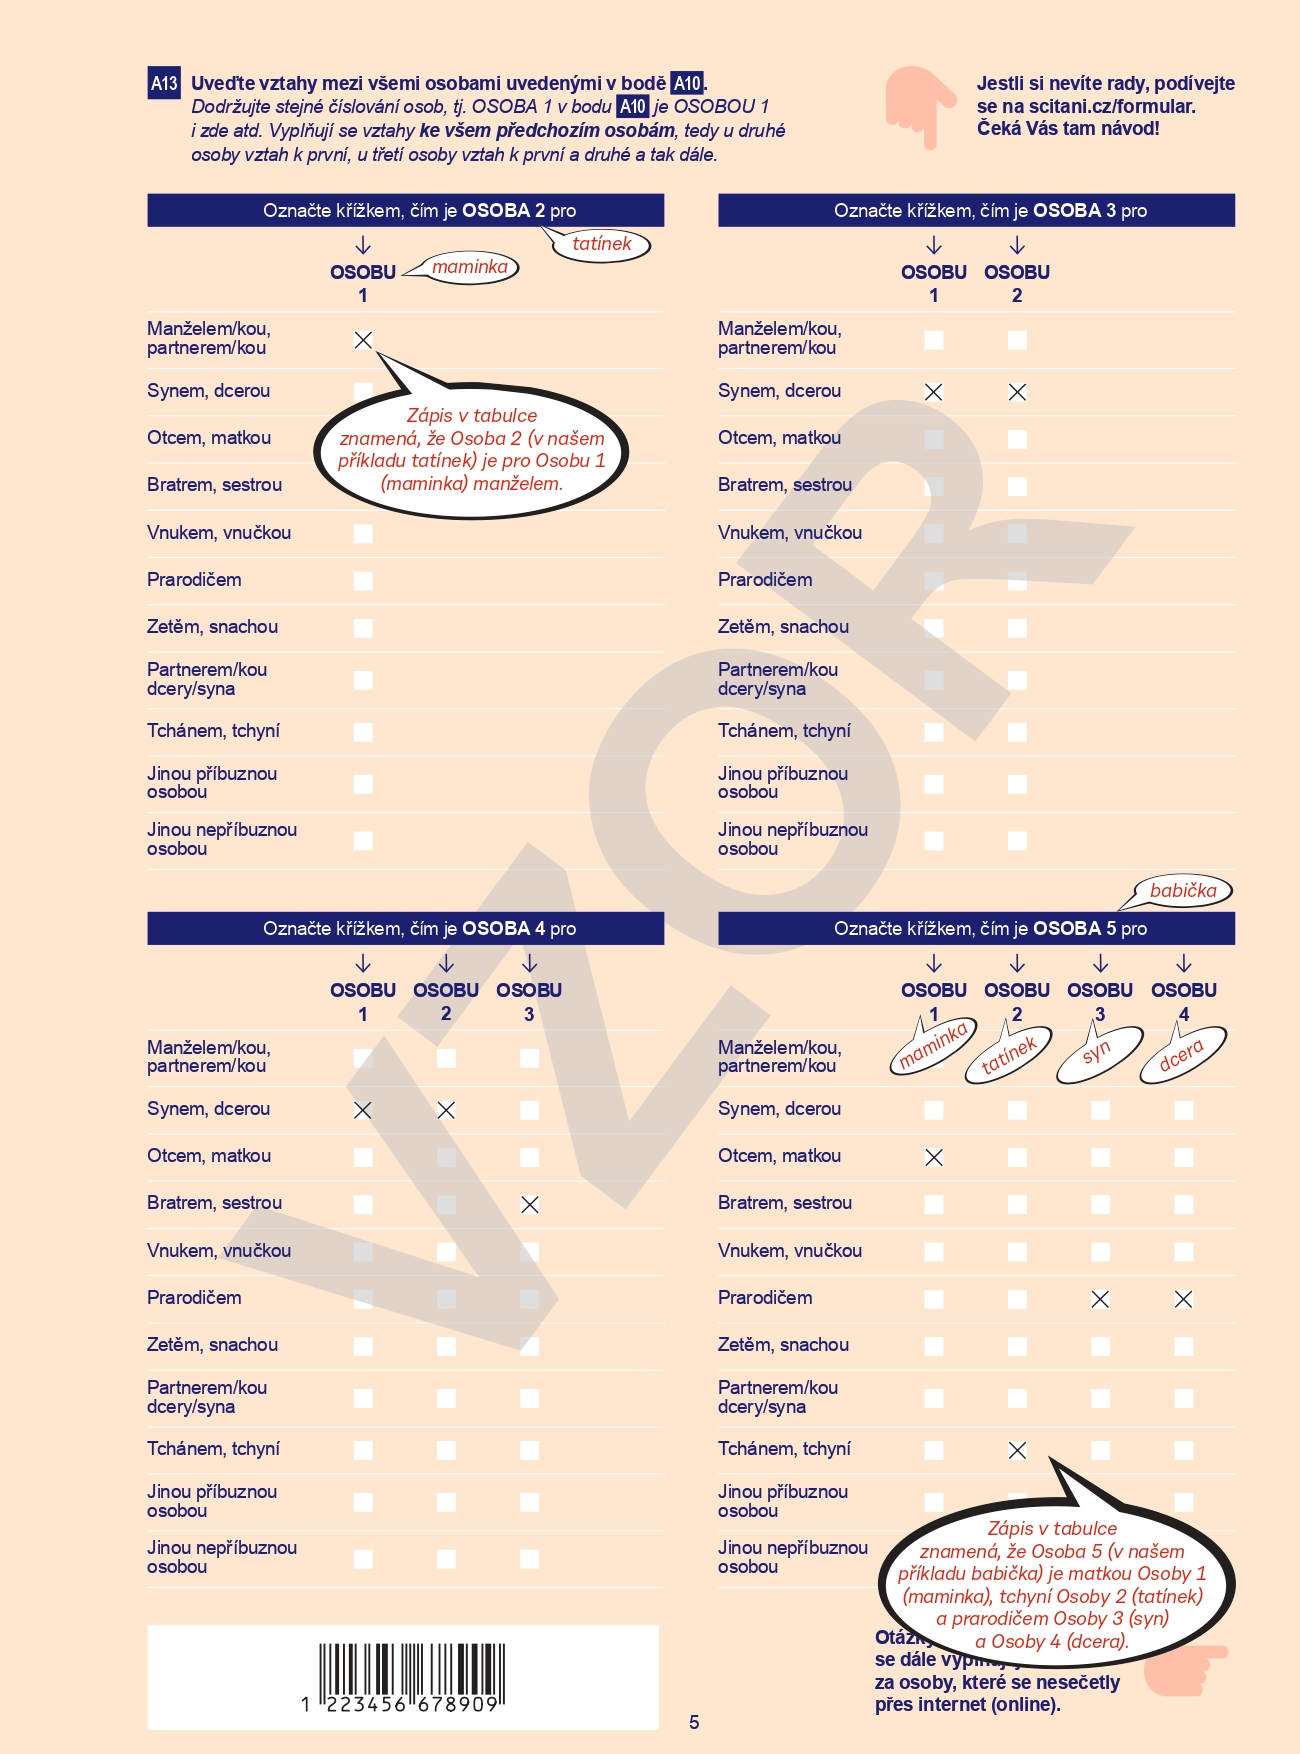 A13 Uveďte vztahy mezi všemi osobami uvedenými v bodě A10.
Dodržujte stejné číslování osob, tj. OSOBA 1 v bodu A10 je OSOBOU 1
i zde atd. Vyplňují se vztahy ke všem předchozím osobám, tedy u druhé
osoby vztah k první, u třetí osoby vztah k první a druhé a tak dále.
Jestli si nevíte rady, podívejte
se na scitani.cz/formular.
Čeká Vás tam návod!
Označte křížkem, čím je OSOBA 2 pro
tatínek
maminka
OSOBU
1
Manželem/kou,
partnerem/kou
Synem, dcerou
Otcem, matkou
Bratrem, sestrou
Vnukem, vnučkou
Prarodičem
Zetěm, snachou
Partnerem/kou
dcery/syna
Tchánem, tchyní
Jinou příbuznou
osobou
Jinou nepříbuznou
osobou
Zápis v tabulce
znamená, že Osoba 2 (v našem
příkladu tatínek) je pro Osobu 1
(maminka) manželem.
Označte křížkem, čím je OSOBA 3 pro
OSOBU OSOBU
1 2
Manželem/kou,
partnerem/kou
Synem, dcerou
Otcem, matkou
Bratrem, sestrou
Vnukem, vnučkou
Prarodičem
Zetěm, snachou
Partnerem/kou
dcery/syna
Tchánem, tchyní
Jinou příbuznou
osobou
Jinou nepříbuznou
osobou
VZOR
Označte křížkem, čím je OSOBA 4 pro
OSOBU OSOBU OSOBU
1 2 3
Manželem/kou,
partnerem/kou
Synem, dcerou
Otcem, matkou
Bratrem, sestrou
Vnukem, vnučkou
Prarodičem
Zetěm, snachou
Partnerem/kou
dcery/syna
Tchánem, tchyní
Jinou příbuznou
osobou
Jinou nepříbuznou
osobou
babička
Označte křížkem, čím je OSOBA 5 pro
OSOBU OSOBU OSOBU OSOBU
1 2 3 4
maminka tatínek syn dcera
Manželem/kou,
partnerem/kou
Synem, dcerou
Otcem, matkou
Bratrem, sestrou
Vnukem, vnučkou
Prarodičem
Zetěm, snachou
Partnerem/kou
dcery/syna
Tchánem, tchyní
Jinou příbuznou
osobou
Jinou nepříbuznou
osobou
Zápis v tabulce
znamená, že Osoba 5 (v našem
příkladu babička) je matkou Osoby 1
(maminka), tchyní Osoby 2 (tatínek)
a prarodičem Osoby 3 (syn)
a Osoby 4 (dcera).
se dále
za osoby, které se nesečetly
přes internet (online).
1 223456 678909
5